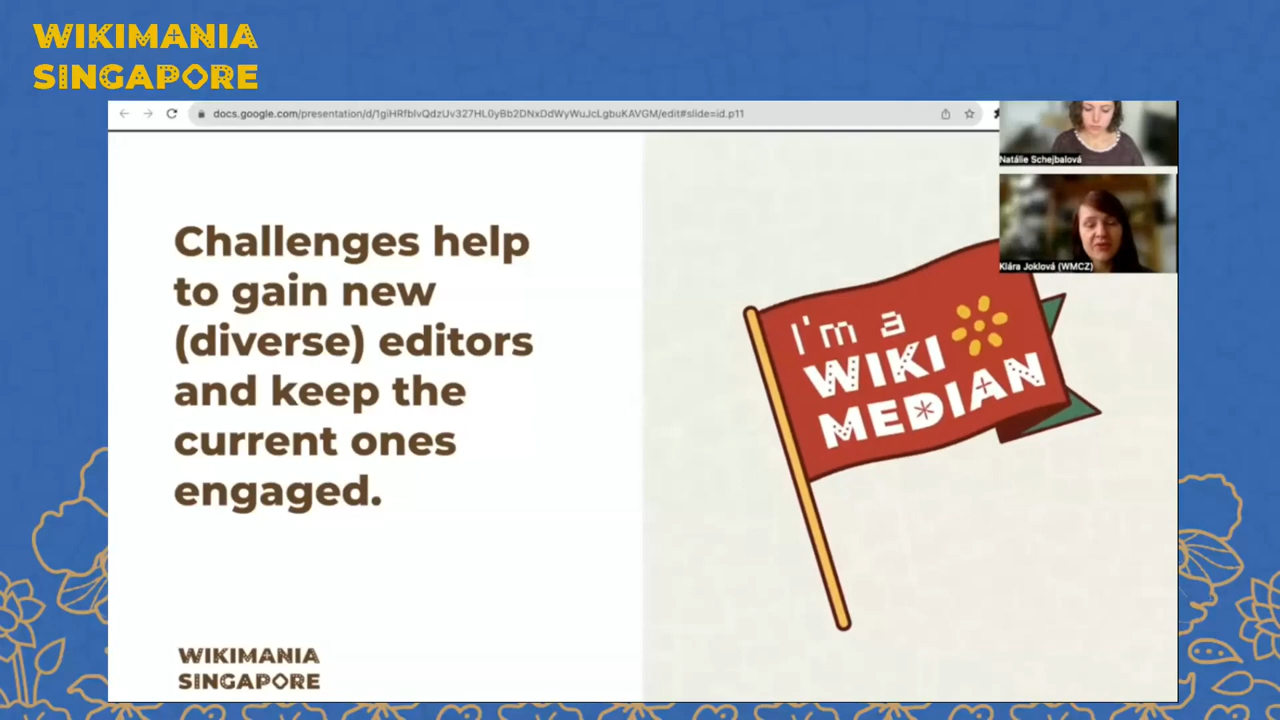 WIKIMANIA
SINGAPORE
docs.google.com/presentation/d/1giHRfblvQdzUv327HL0yBb2DNxDdWyWuJcLgbuKAVGM/edit#slide=id.p11
Natálie Schejbalová
Klára Joklová (WMCZ)
Challenges help
to gain new
(diverse) editors
and keep the
current ones
engaged.
I'm a
WIKI
MEDIAN
WIKIMANIA
SINGAPORE